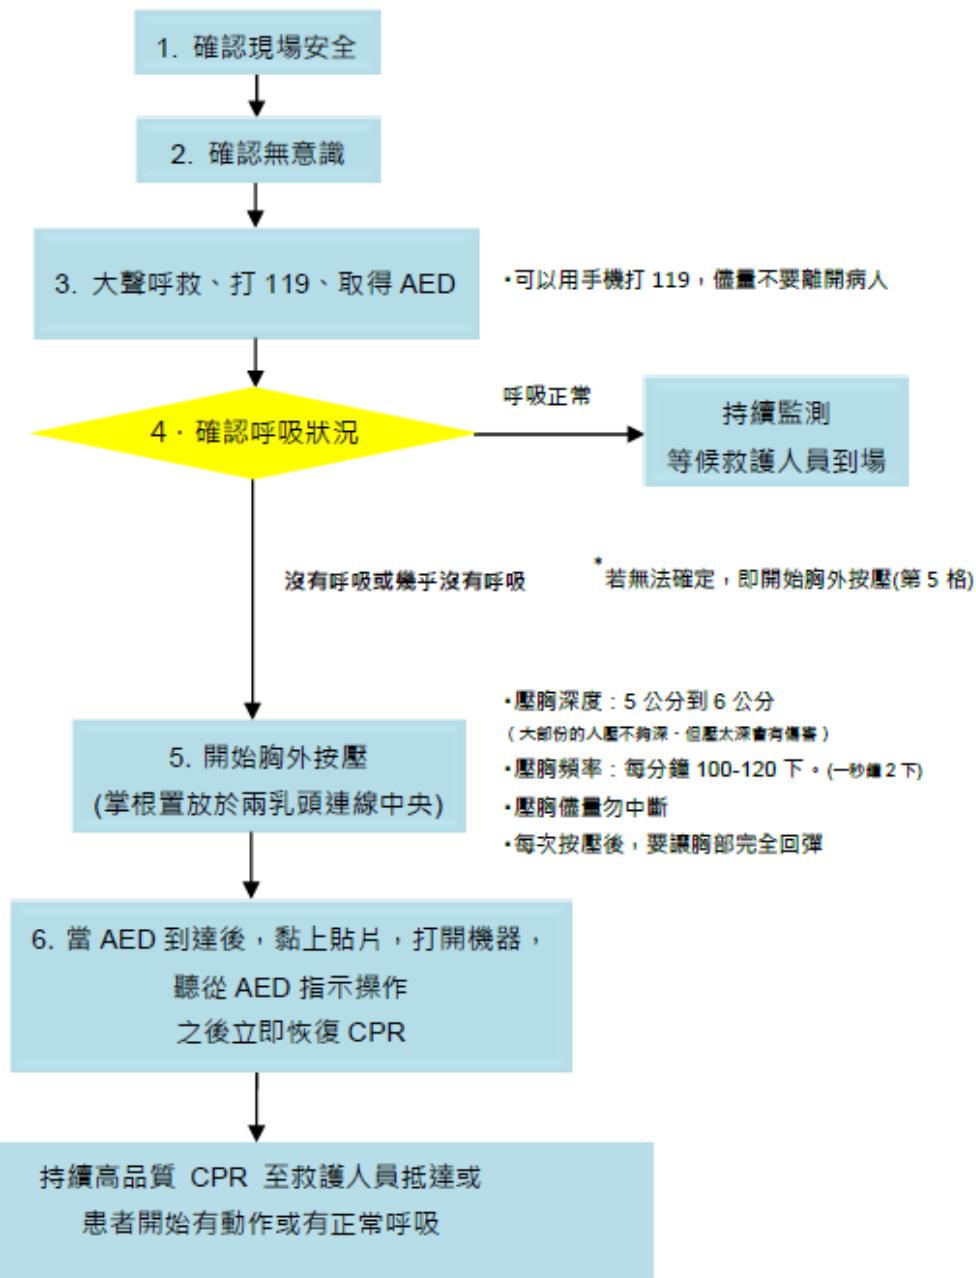 1. 確認現場安全
2. 確認無意識
3. 大聲呼救、打 119、取得 AED
‧可以用手機打 119，儘量不要離開病人
4‧確認呼吸狀況
呼吸正常
持續監測
等候救護人員到場
沒有呼吸或幾乎沒有呼吸
*若無法確定，即開始胸外按壓(第 5 格)
5. 開始胸外按壓
(掌根置放於兩乳頭連線中央)
‧壓胸深度：5 公分到 6 公分
（大部份的人壓不夠深‧但壓太深會有傷害）
‧壓胸頻率：每分鐘 100-120 下。(一秒鐘 2 下)
‧壓胸儘量勿中斷
‧每次按壓後，要讓胸部完全回彈
6. 當 AED 到達後，黏上貼片，打開機器，
聽從 AED 指示操作
之後立即恢復 CPR
持續高品質 CPR 至救護人員抵達或
患者開始有動作或有正常呼吸